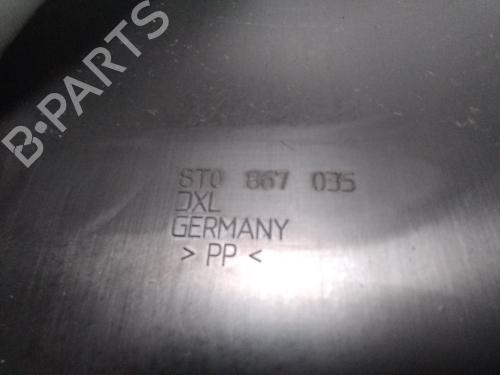 B-PARTS
8T0 867 035
DXL
GERMANY
> PP <